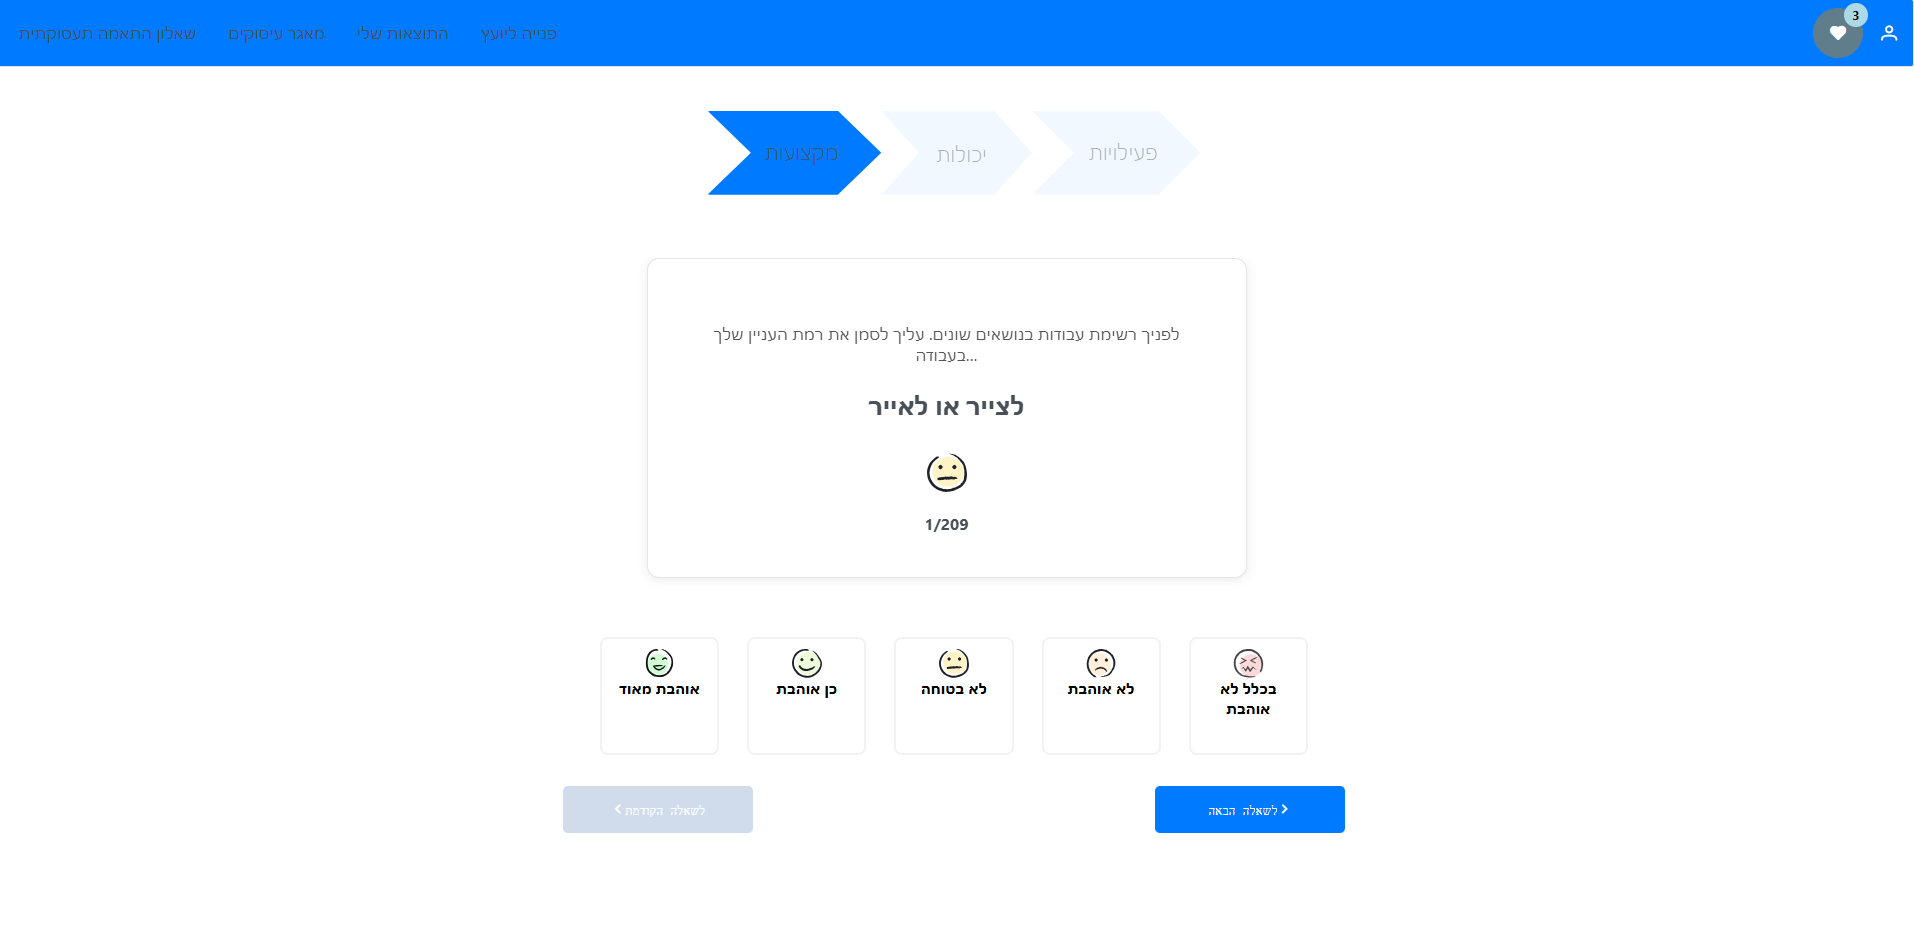 שאלון התאמה תעסוקתית
מאגר עיסוקים
התוצאות שלי
פנייה ליועץ
3
מקצועות
יכולות
פעילויות
לפניך רשימת עבודות בנושאים שונים. עליך לסמן את רמת העניין שלך
בעבודה...
לצייר או לאייר
1/209
אוהבת מאוד
כן אוהבת
לא בטוחה
לא אוהבת
בכלל לא
אוהבת
לשאלה הקודמת
לשאלה הבאה